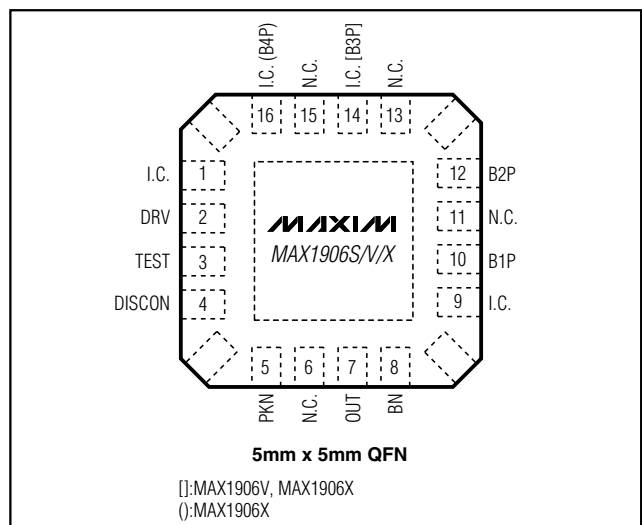 I.C. (B4P)
N.C.
I.C. [B3P]
N.C.
16
15
14
13
I.C.
1
12
B2P
DRV
2
MAXIM
11
N.C.
MAX1906S/V/X
TEST
3
10
B1P
DISCON
4
9
I.C.
5
6
7
8
PKN
N.C.
OUT
BN
5mm x 5mm QFN
[]:MAX1906V, MAX1906X
():MAX1906X